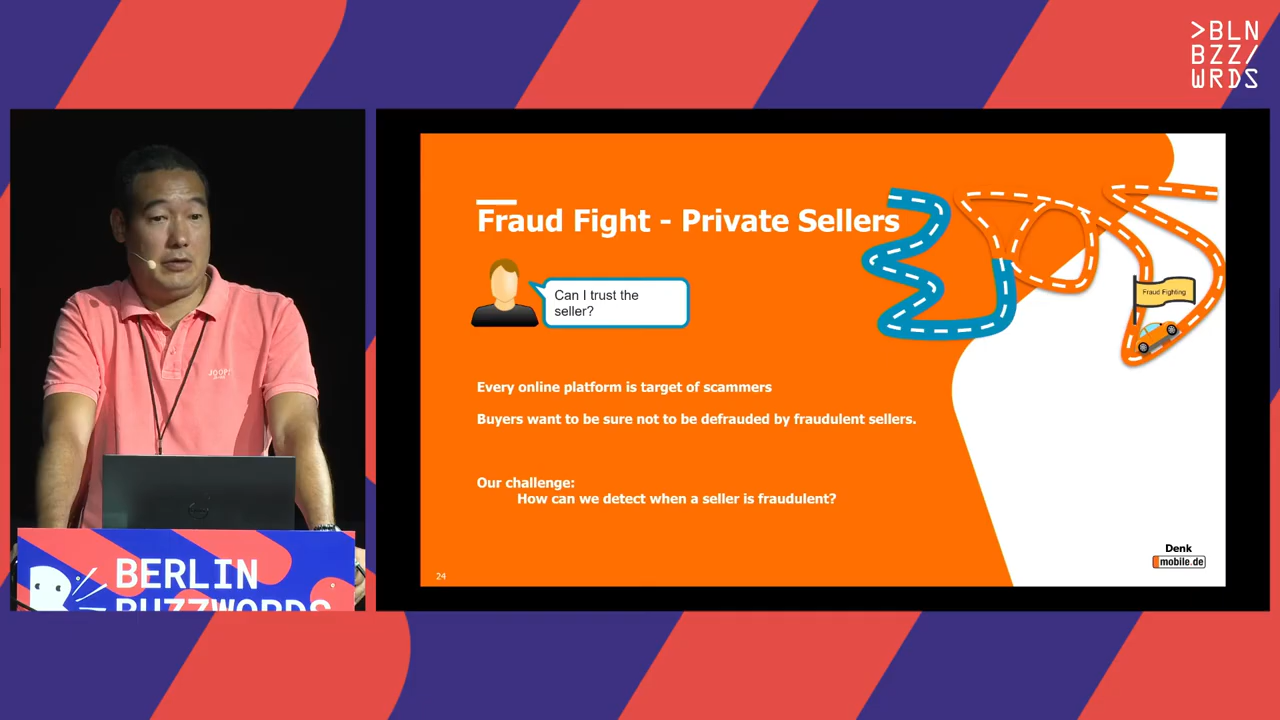 >BLN
BZZ/
WRDS
Fraud Fight - Private Sellers
Can I trust the
seller?
Fraud Fighting
Every online platform is target of scammers
Buyers want to be sure not to be defrauded by fraudulent sellers.
Our challenge:
How can we detect when a seller is fraudulent?
Denk
mobile.de
24
JOOP!
BERLIN
BUZZWORDS